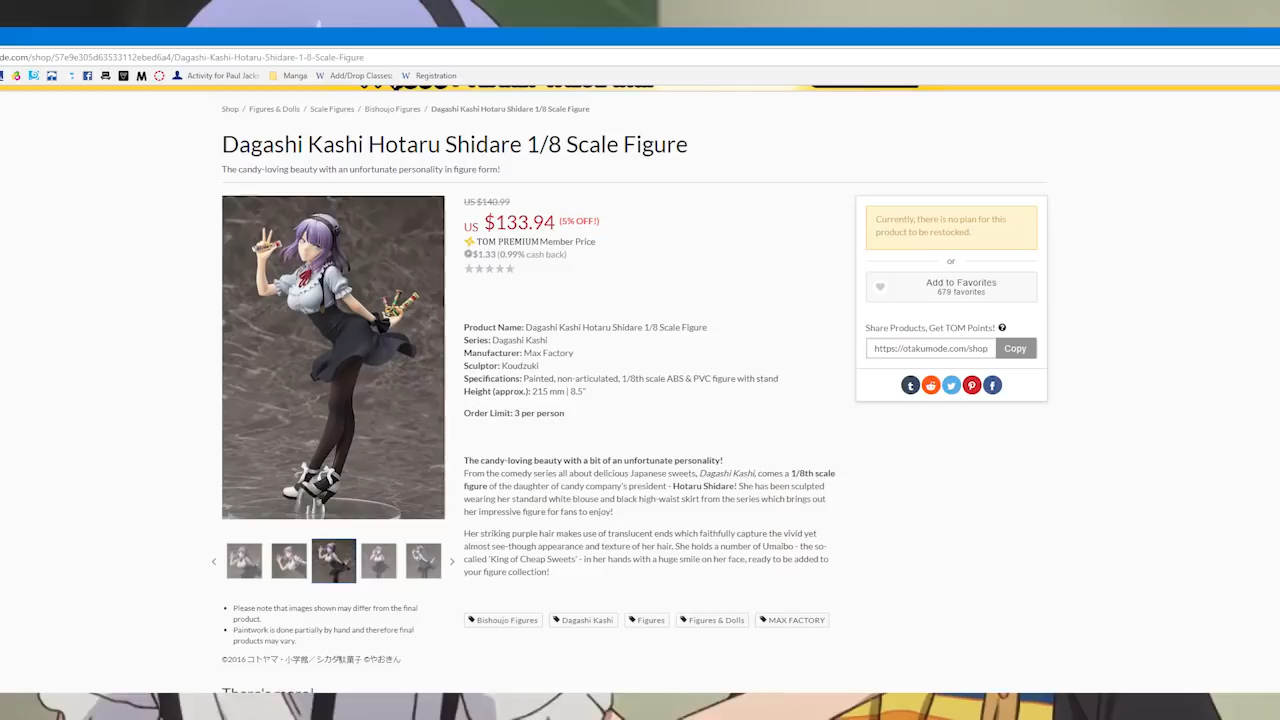 de.com/shop/57e9e305d63533112ebed6a4/Dagashi-Kashi-Hotaru-Shidare-1-8-Scale-Figure
Activity for Paul Jacks
Manga
Add/Drop Classes:
Registration
Shop / Figures & Dolls / Scale Figures / Bishoujo Figures / Dagashi Kashi Hotaru Shidare 1/8 Scale Figure
Dagashi Kashi Hotaru Shidare 1/8 Scale Figure
The candy-loving beauty with an unfortunate personality in figure form!
US $140.99
US $133.94 (5% OFF!)
TOM PREMIUM Member Price
$1.33 (0.99% cash back)
Product Name: Dagashi Kashi Hotaru Shidare 1/8 Scale Figure
Series: Dagashi Kashi
Manufacturer: Max Factory
Sculptor: Koudzuki
Specifications: Painted, non-articulated, 1/8th scale ABS & PVC figure with stand
Height (approx.): 215 mm | 8.5"
Order Limit: 3 per person
The candy-loving beauty with a bit of an unfortunate personality!
From the comedy series all about delicious Japanese sweets, Dagashi Kashi, comes a 1/8th scale
figure of the daughter of candy company's president - Hotaru Shidare! She has been sculpted
wearing her standard white blouse and black high-waist skirt from the series which brings out
her impressive figure for fans to enjoy!
Her striking purple hair makes use of translucent ends which faithfully capture the vivid yet
almost see-though appearance and texture of her hair. She holds a number of Umaibo - the so-
called 'King of Cheap Sweets' - in her hands with a huge smile on her face, ready to be added to
your figure collection!
Bishoujo Figures
Dagashi Kashi
Figures
Figures & Dolls
MAX FACTORY
Currently, there is no plan for this
product to be restocked.
or
Add to Favorites
679 favorites
Share Products, Get TOM Points!
https://otakumode.com/shop
Copy
Please note that images shown may differ from the final
product.
Paintwork is done partially by hand and therefore final
products may vary.
©2016 コトヤマ・小学館／シカダ駄菓子 ©やおきん
There's more!